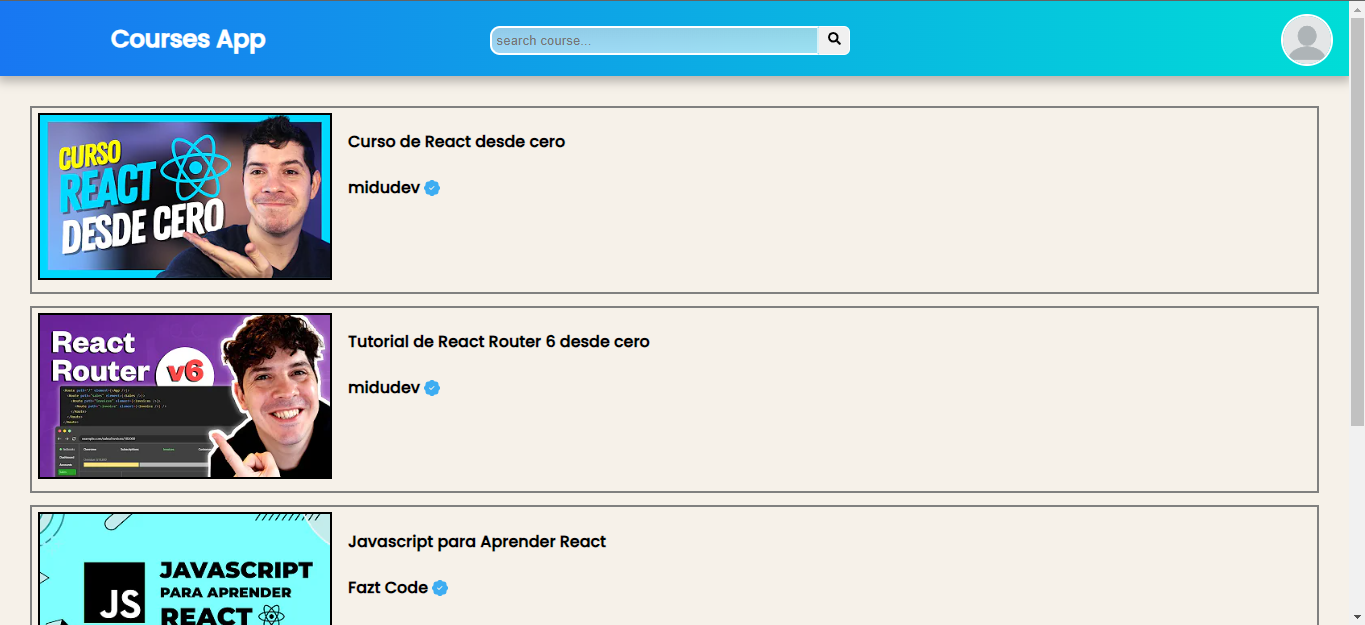 Courses App
search course...
CURSO
REACT
DESDE CERO
Curso de React desde cero
midudev
React
Router v6
Tutorial de React Router 6 desde cero
midudev
JS
JAVASCRIPT
PARA APRENDER
REACT
Javascript para Aprender React
Fazt Code